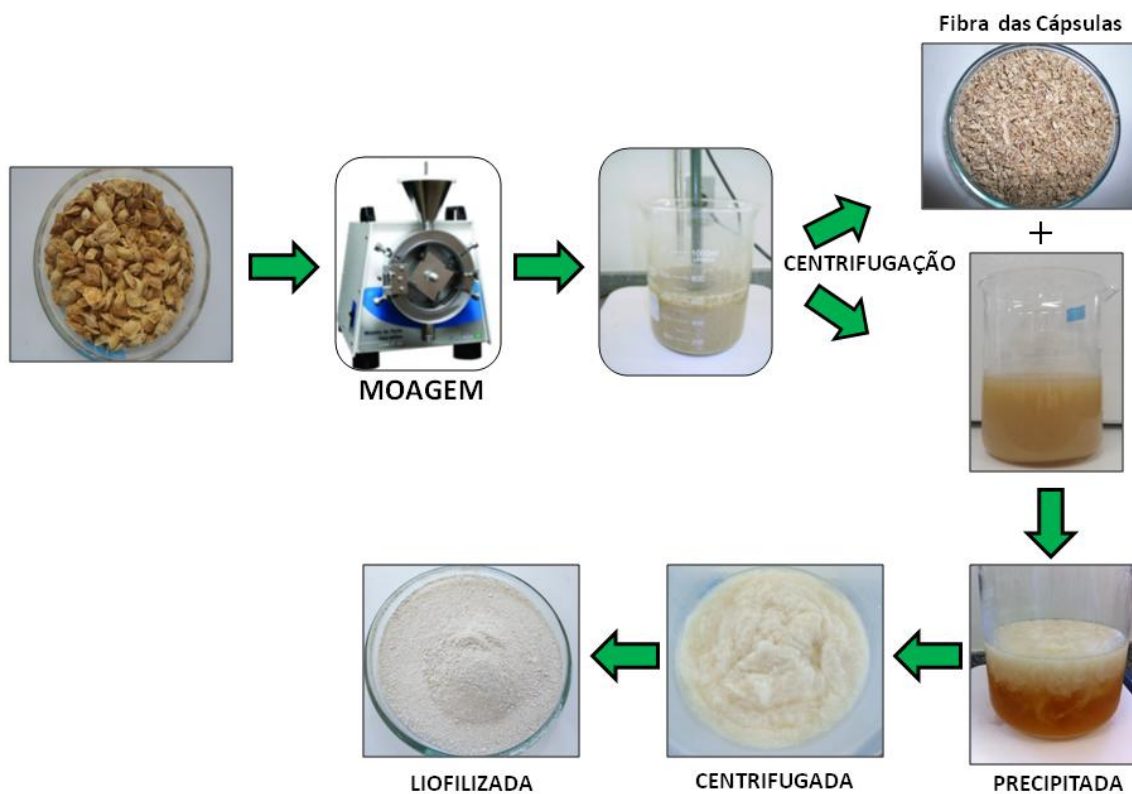 Fibra das Cápsulas
+
CENTRIFUGAÇÃO
MOAGEM
LIOFILIZADA
CENTRIFUGADA
PRECIPITADA